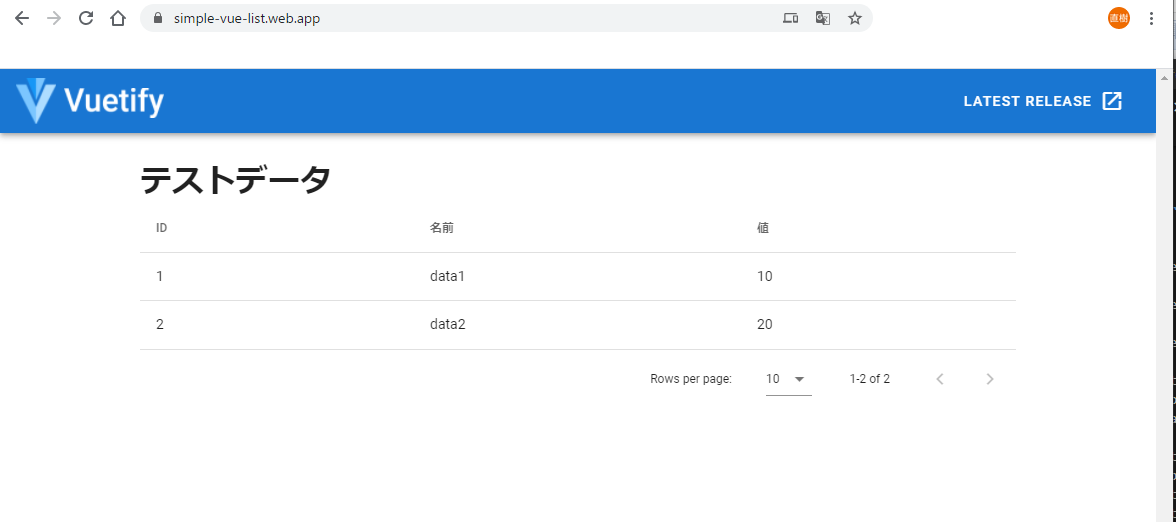 simple-vue-list.web.app
直樹
Vuetify
LATEST RELEASE
テストデータ
ID 名前 値
1 data1 10
2 data2 20
Rows per page: 10 1-2 of 2